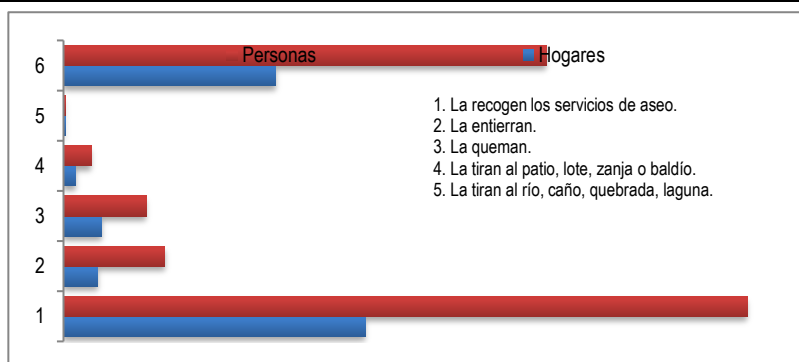 Personas Hogares
6
1. La recogen los servicios de aseo.
5
2. La entierran.
3. La queman.
4
4. La tiran al patio, lote, zanja o baldío.
5. La tiran al río, caño, quebrada, laguna.
3
2
1